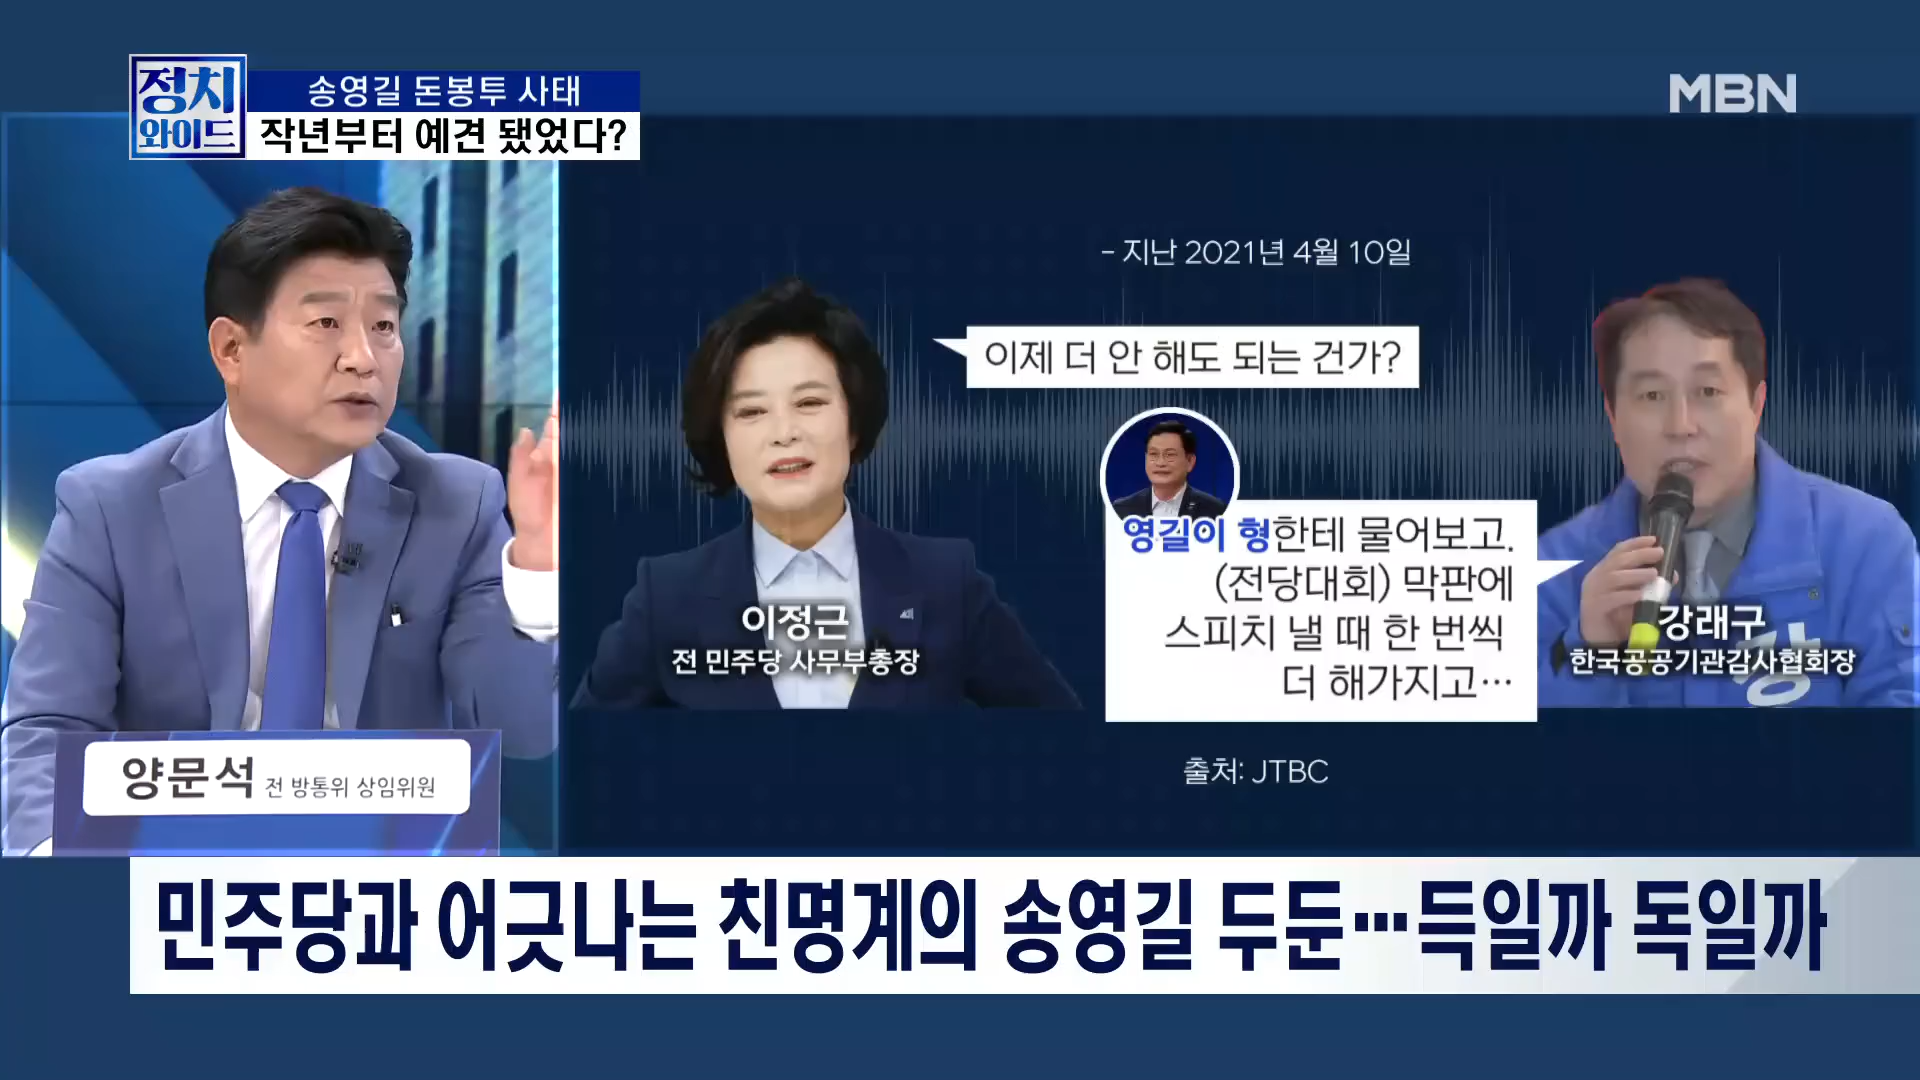 정치
와이드
송영길 돈봉투 사태
작년부터 예견 됐었다?
MBN
- 지난 2021년 4월 10일
이제 더 안 해도 되는 건가?
영길이 형한테 물어보고.
(전당대회) 막판에
스피치 낼 때 한 번씩
더 해가지고…
이정근
전 민주당 사무부총장
강래구
한국공공기관감사협회장
강
출처: JTBC
양문석 전 방통위 상임위원
민주당과 어긋나는 친명계의 송영길 두둔…득일까 독일까